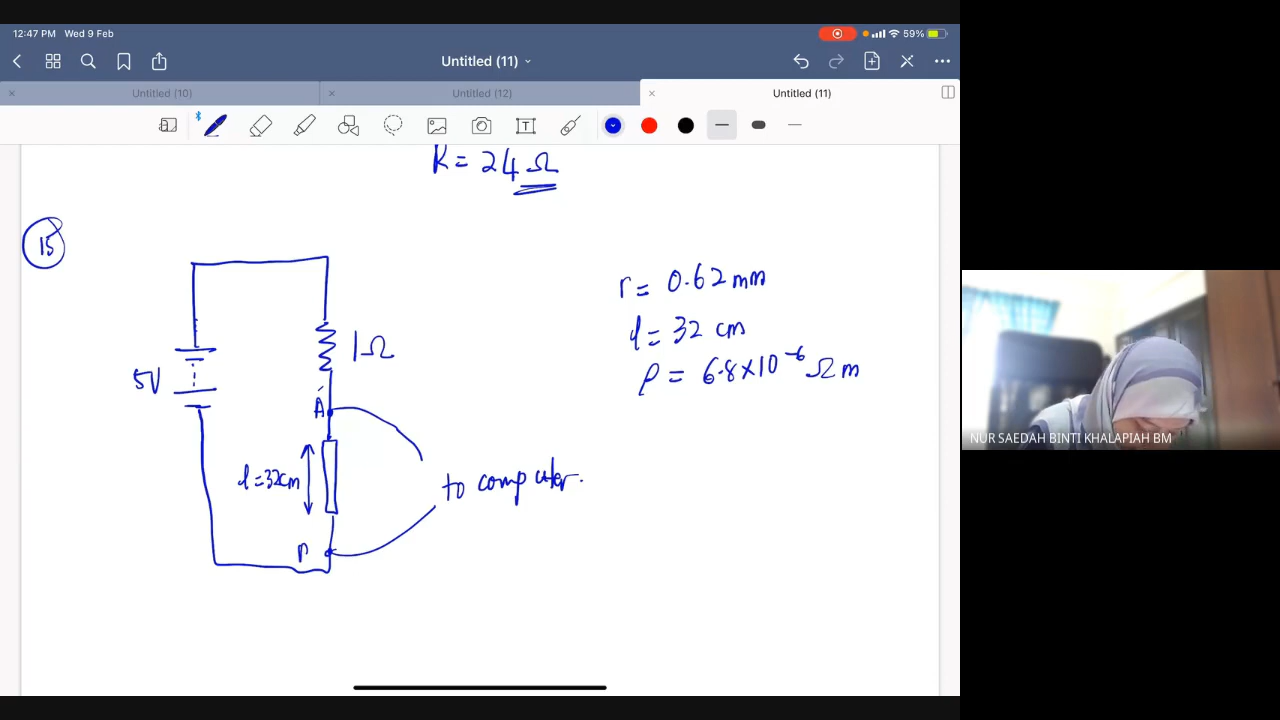 12:47 PM Wed 9 Feb
59%
Untitled (11)
Untitled (10)
Untitled (12)
Untitled (11)
R = 24 Ω
15
r = 0.62 mm
l = 32 cm
ρ = 6.8×10⁻⁶ Ω m
1Ω
5V
A
l = 32cm
to computer.
NUR SAEDAH BINTI KHALAPIAH BM